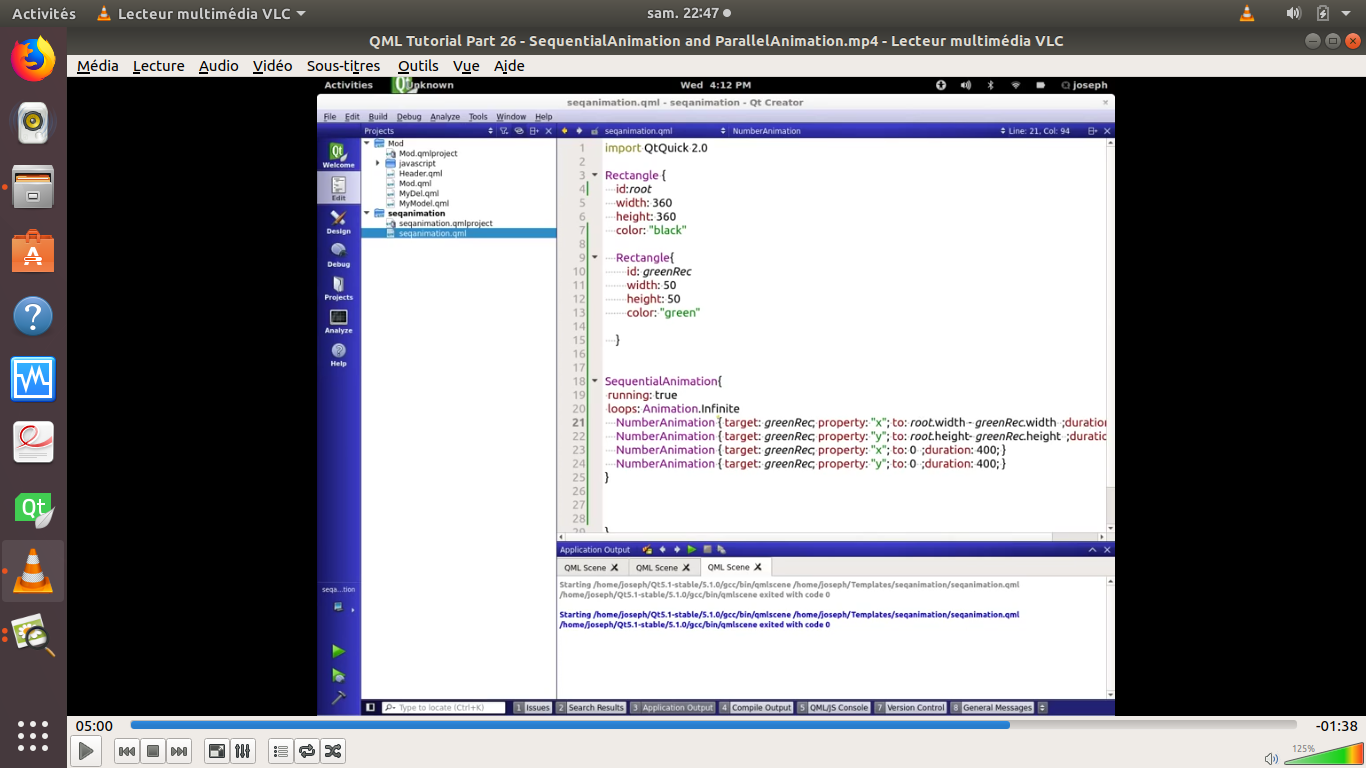 Activités Lecteur multimédia VLC sam. 22:47
QML Tutorial Part 26 - SequentialAnimation and ParallelAnimation.mp4 - Lecteur multimédia VLC
Média Lecture Audio Vidéo Sous-titres Outils Vue Aide
Activities Unknown Wed 4:12 PM joseph
seqanimation.qml - seqanimation - Qt Creator
File Edit Build Debug Analyze Tools Window Help
Projects seqanimation.qml NumberAnimation Line: 21, Col: 94
Welcome
Edit
Design
Debug
Projects
Analyze
Help
Mod
Mod.qmlproject
javascript
Header.qml
Mod.qml
MyDel.qml
MyModel.qml
seqanimation
seqanimation.qmlproject
seqanimation.qml
1 import QtQuick 2.0
2
3 Rectangle {
4 id:root
5 width: 360
6 height: 360
7 color: "black"
8
9 Rectangle{
10 id: greenRec
11 width: 50
12 height: 50
13 color: "green"
14
15 }
16
17
18 SequentialAnimation{
19 running: true
20 loops: Animation.Infinite
21 NumberAnimation { target: greenRec; property: "x"; to: root.width - greenRec.width ;duration
22 NumberAnimation { target: greenRec; property: "y"; to: root.height- greenRec.height ;duratio
23 NumberAnimation { target: greenRec; property: "x"; to: 0 ;duration: 400; }
24 NumberAnimation { target: greenRec; property: "y"; to: 0 ;duration: 400; }
25 }
26
27
28
29 }
Application Output
QML Scene QML Scene QML Scene
Starting /home/joseph/Qt5.1-stable/5.1.0/gcc/bin/qmlscene /home/joseph/Templates/seqanimation/seqanimation.qml
/home/joseph/Qt5.1-stable/5.1.0/gcc/bin/qmlscene exited with code 0
Starting /home/joseph/Qt5.1-stable/5.1.0/gcc/bin/qmlscene /home/joseph/Templates/seqanimation/seqanimation.qml
/home/joseph/Qt5.1-stable/5.1.0/gcc/bin/qmlscene exited with code 0
seqa...tion
Type to locate (Ctrl+K) 1 Issues 2 Search Results 3 Application Output 4 Compile Output 5 QML/JS Console 7 Version Control 8 General Messages
05:00 -01:38
125%